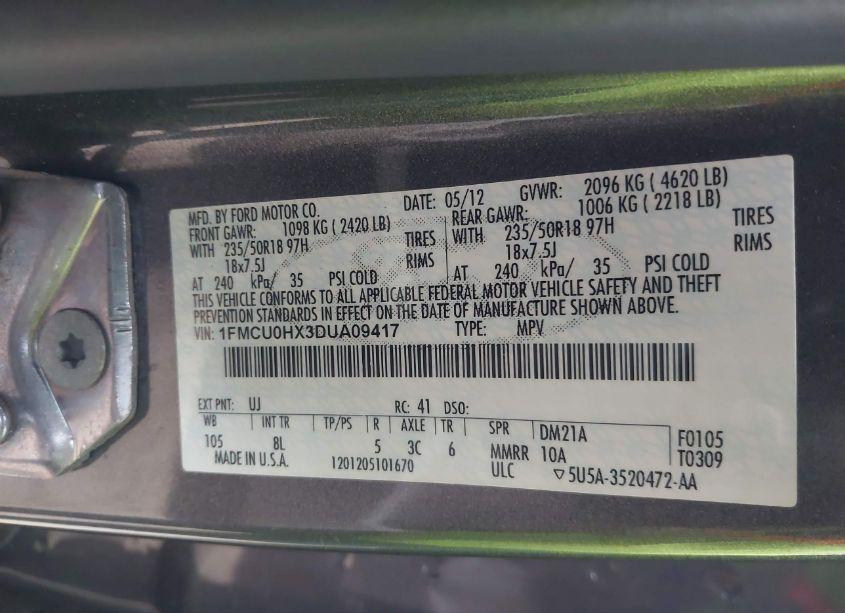 MFD. BY FORD MOTOR CO. DATE: 05/12 GVWR: 2096 KG ( 4620 LB)
FRONT GAWR: 1098 KG ( 2420 LB) REAR GAWR: 1006 KG ( 2218 LB)
WITH 235/50R18 97H TIRES WITH 235/50R18 97H TIRES
18x7.5J RIMS 18x7.5J RIMS
AT 240 kPa/ 35 PSI COLD AT 240 kPa/ 35 PSI COLD
THIS VEHICLE CONFORMS TO ALL APPLICABLE FEDERAL MOTOR VEHICLE SAFETY AND THEFT
PREVENTION STANDARDS IN EFFECT ON THE DATE OF MANUFACTURE SHOWN ABOVE.
VIN: 1FMCU0HX3DUA09417 TYPE: MPV
EXT PNT: UJ RC: 41 DSO:
WB INT TR TP/PS R AXLE TR SPR DM21A F0105
105 8L 5 3C 6 MMRR 10A T0309
MADE IN U.S.A. 1201205101670 ULC ▽5U5A-3520472-AA